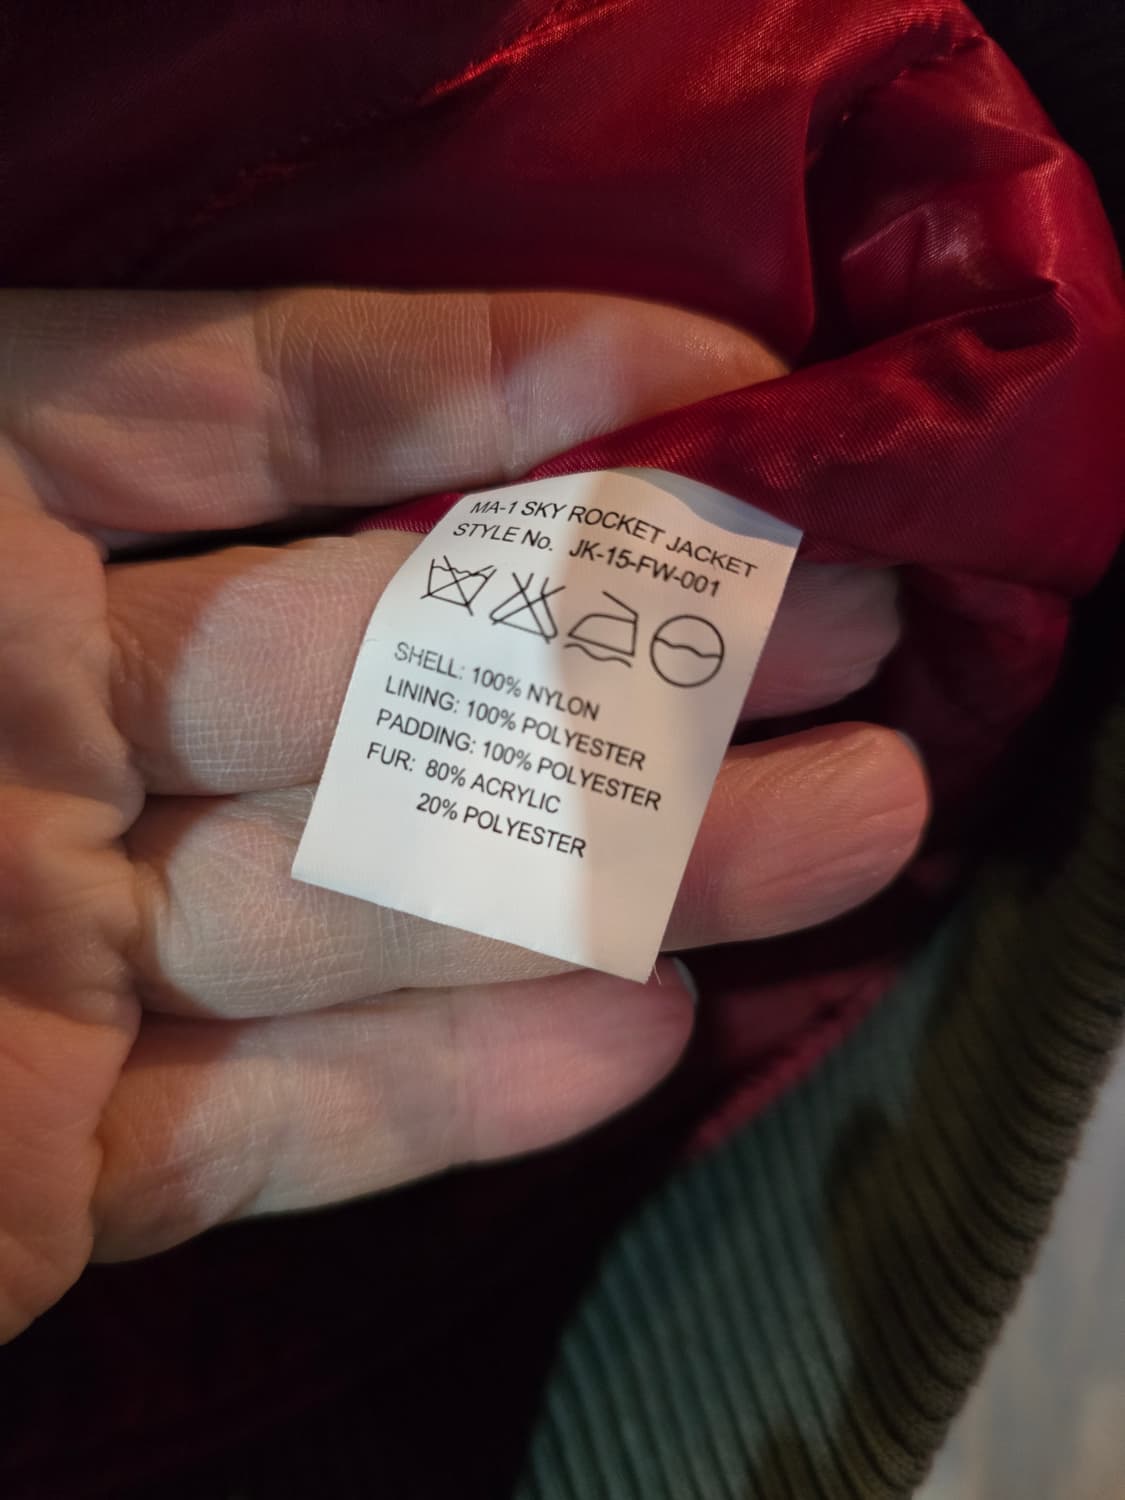 MA-1 SKY ROCKET JACKET
STYLE No. JK-15-FW-001
SHELL: 100% NYLON
LINING: 100% POLYESTER
PADDING: 100% POLYESTER
FUR: 80% ACRYLIC
20% POLYESTER